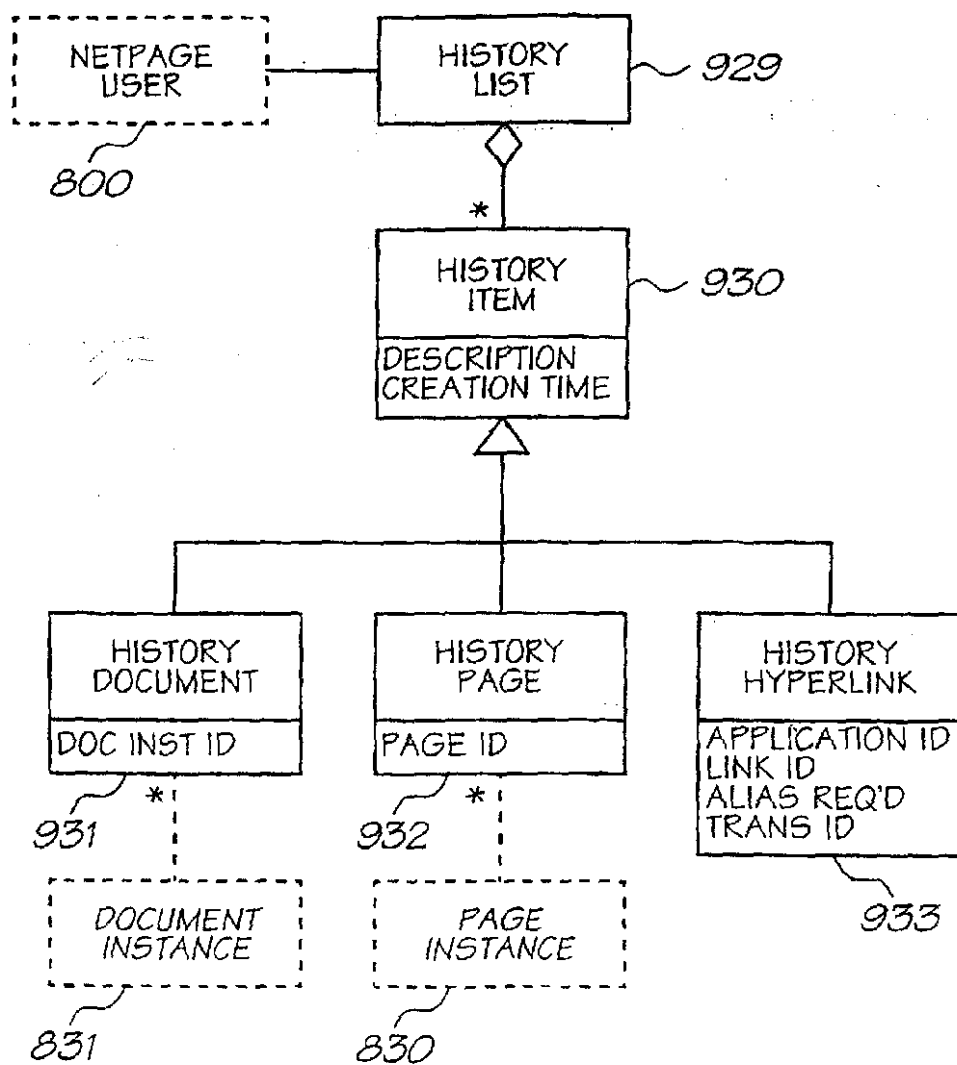 NETPAGE
USER
800
HISTORY
LIST
929
*
HISTORY
ITEM
930
DESCRIPTION
CREATION TIME
HISTORY
DOCUMENT
DOC INST ID
931
*
HISTORY
PAGE
PAGE ID
932
*
HISTORY
HYPERLINK
APPLICATION ID
LINK ID
ALIAS REQ'D
TRANS ID
933
DOCUMENT
INSTANCE
831
PAGE
INSTANCE
830